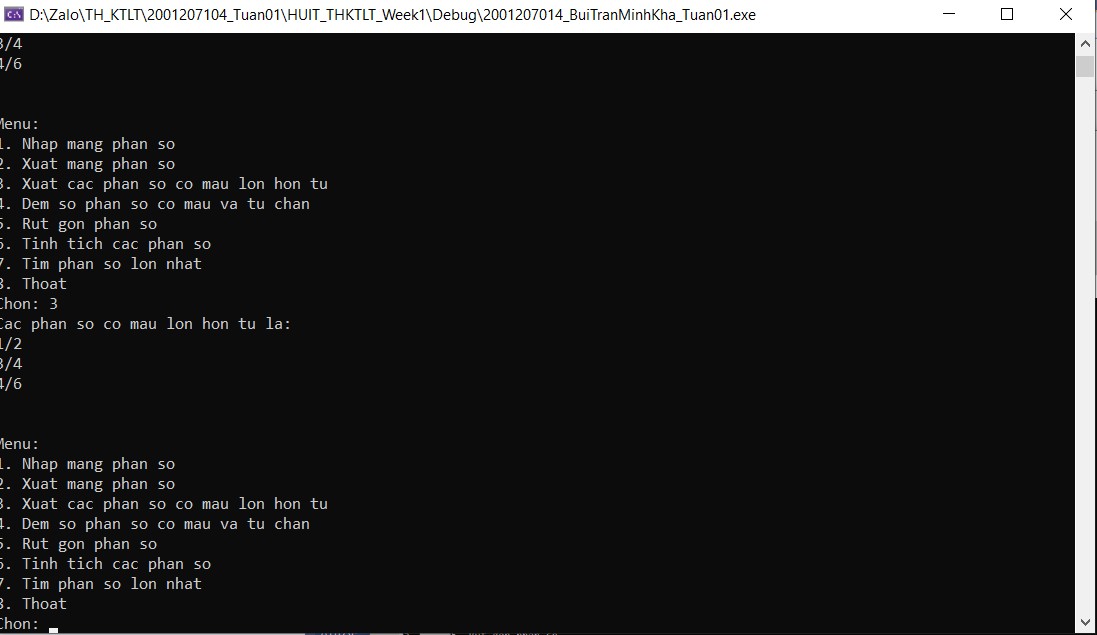 D:\Zalo\TH_KTLT\2001207104_Tuan01\HUIT_THKTLT_Week1\Debug\2001207014_BuiTranMinhKha_Tuan01.exe
3/4
4/6
Menu:
1. Nhap mang phan so
2. Xuat mang phan so
3. Xuat cac phan so co mau lon hon tu
4. Dem so phan so co mau va tu chan
5. Rut gon phan so
6. Tinh tich cac phan so
7. Tim phan so lon nhat
8. Thoat
Chon: 3
Cac phan so co mau lon hon tu la:
1/2
3/4
4/6
Menu:
1. Nhap mang phan so
2. Xuat mang phan so
3. Xuat cac phan so co mau lon hon tu
4. Dem so phan so co mau va tu chan
5. Rut gon phan so
6. Tinh tich cac phan so
7. Tim phan so lon nhat
8. Thoat
Chon: